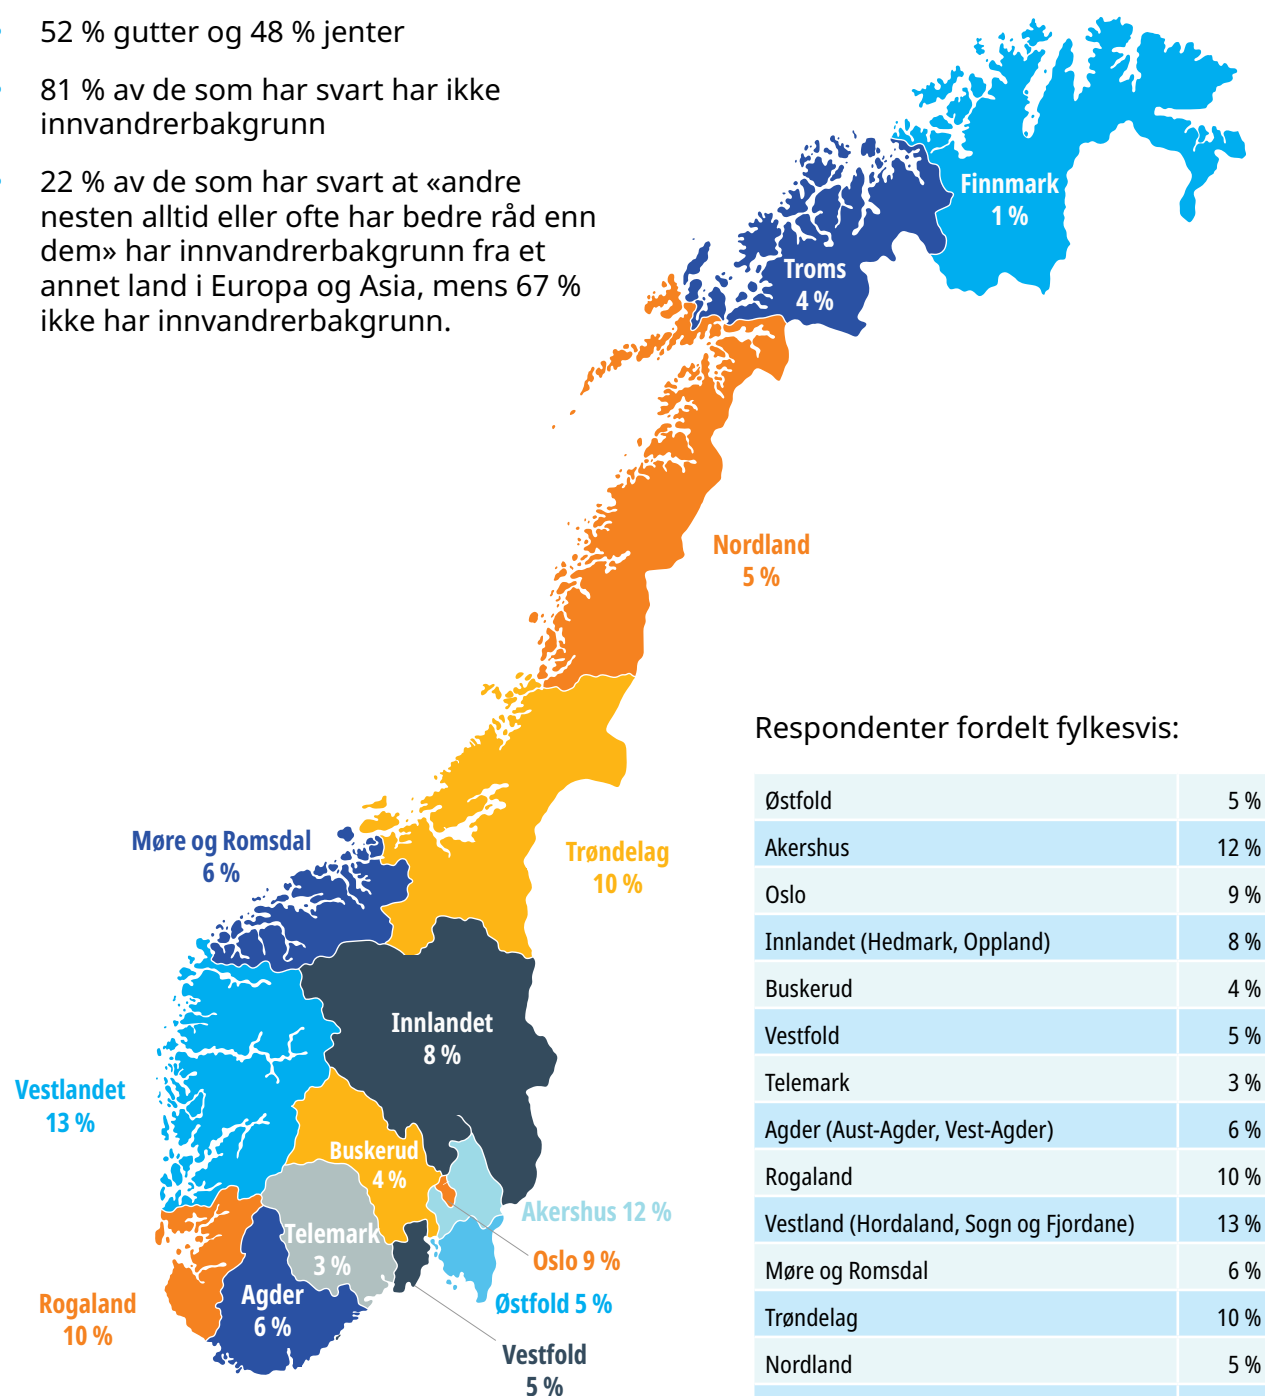 52 % gutter og 48 % jenter
81 % av de som har svart har ikke
innvandrerbakgrunn
22 % av de som har svart at «andre
nesten alltid eller ofte har bedre råd enn
dem» har innvandrerbakgrunn fra et
annet land i Europa og Asia, mens 67 %
ikke har innvandrerbakgrunn.
Finnmark
1 %
Troms
4 %
Nordland
5 %
Trøndelag
10 %
Møre og Romsdal
6 %
Innlandet
8 %
Vestlandet
13 %
Buskerud
4 %
Akershus 12 %
Telemark
3 %
Oslo 9 %
Østfold 5 %
Agder
6 %
Rogaland
10 %
Vestfold
5 %
Respondenter fordelt fylkesvis:
Østfold 5 %
Akershus 12 %
Oslo 9 %
Innlandet (Hedmark, Oppland) 8 %
Buskerud 4 %
Vestfold 5 %
Telemark 3 %
Agder (Aust-Agder, Vest-Agder) 6 %
Rogaland 10 %
Vestland (Hordaland, Sogn og Fjordane) 13 %
Møre og Romsdal 6 %
Trøndelag 10 %
Nordland 5 %